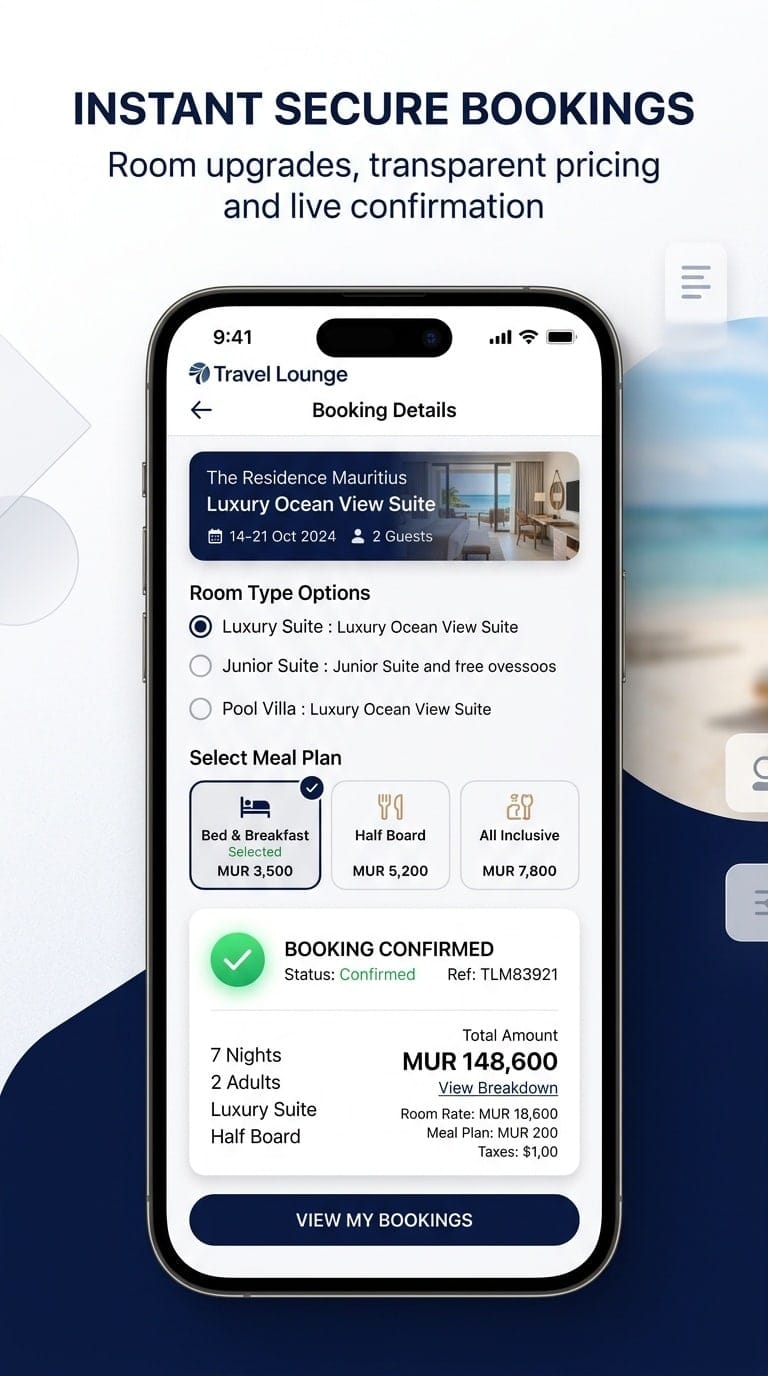 INSTANT SECURE BOOKINGS
Room upgrades, transparent pricing
and live confirmation
9:41
Travel Lounge
Booking Details
The Residence Mauritius
Luxury Ocean View Suite
14-21 Oct 2024 2 Guests
Room Type Options
Luxury Suite : Luxury Ocean View Suite
Junior Suite : Junior Suite and free ovessoos
Pool Villa : Luxury Ocean View Suite
Select Meal Plan
Bed & Breakfast
Selected
MUR 3,500
Half Board
MUR 5,200
All Inclusive
MUR 7,800
BOOKING CONFIRMED
Status: Confirmed Ref: TLM83921
7 Nights
2 Adults
Luxury Suite
Half Board
Total Amount
MUR 148,600
View Breakdown
Room Rate: MUR 18,600
Meal Plan: MUR 200
Taxes: $1,00
VIEW MY BOOKINGS